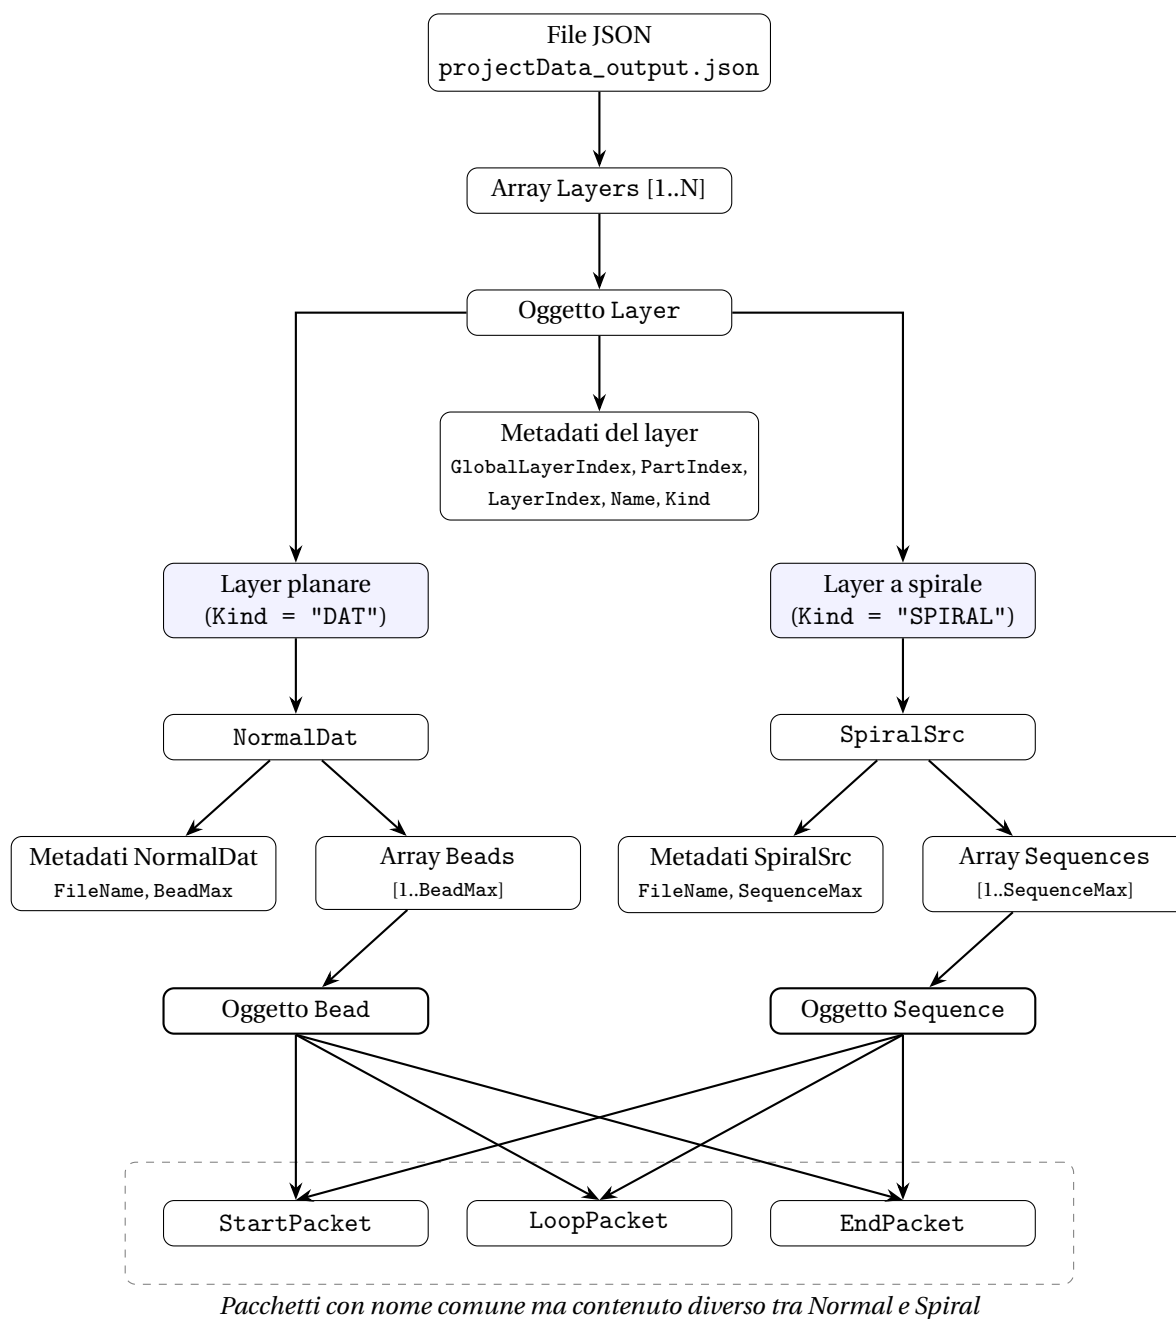 File JSON
projectData_output.json
Array Layers [1..N]
Oggetto Layer
Metadati del layer
GlobalLayerIndex, PartIndex,
LayerIndex, Name, Kind
Layer planare
(Kind = "DAT")
Layer a spirale
(Kind = "SPIRAL")
NormalDat
SpiralSrc
Metadati NormalDat
FileName, BeadMax
Array Beads
[1..BeadMax]
Metadati SpiralSrc
FileName, SequenceMax
Array Sequences
[1..SequenceMax]
Oggetto Bead
Oggetto Sequence
StartPacket
LoopPacket
EndPacket
Pacchetti con nome comune ma contenuto diverso tra Normal e Spiral